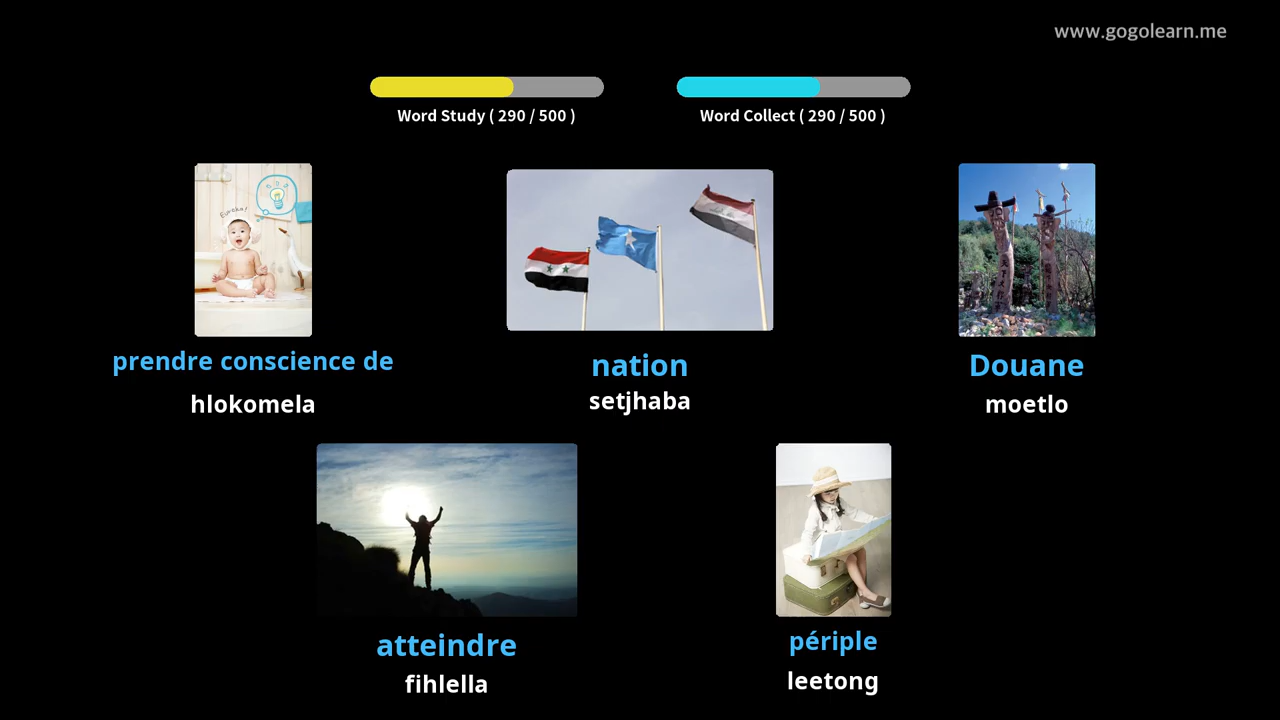 www.gogolearn.me
Word Study ( 290 / 500 )
Word Collect ( 290 / 500 )
Eureka!
prendre conscience de
hlokomela
nation
setjhaba
Douane
moetlo
atteindre
fihlella
périple
leetong